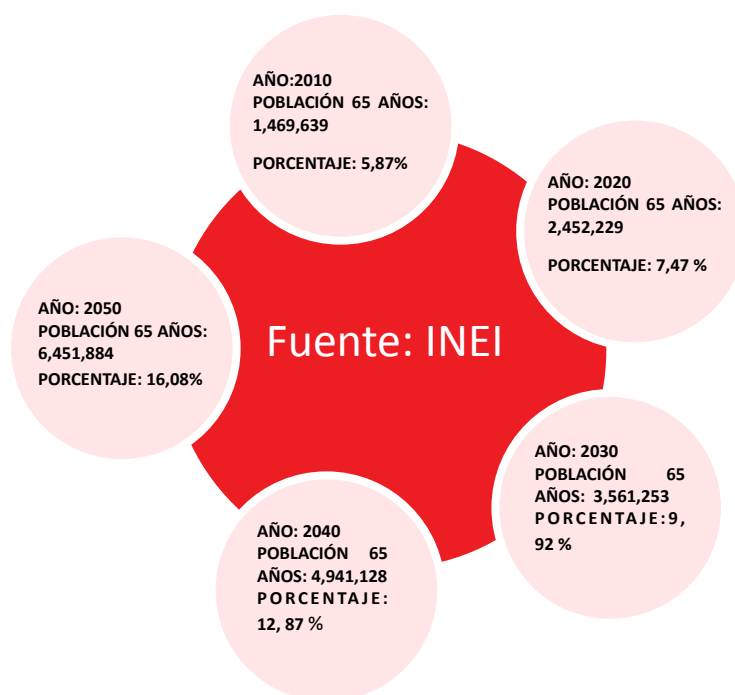 AÑO:2010
POBLACIÓN 65 AÑOS:
1,469,639
PORCENTAJE: 5,87%
AÑO: 2020
POBLACIÓN 65 AÑOS:
2,452,229
PORCENTAJE: 7,47 %
AÑO: 2050
POBLACIÓN 65 AÑOS:
6,451,884
PORCENTAJE: 16,08%
Fuente: INEI
AÑO: 2030
POBLACIÓN 65
AÑOS: 3,561,253
PORCENTAJE:9,
92 %
AÑO: 2040
POBLACIÓN 65
AÑOS: 4,941,128
PORCENTAJE:
12, 87 %